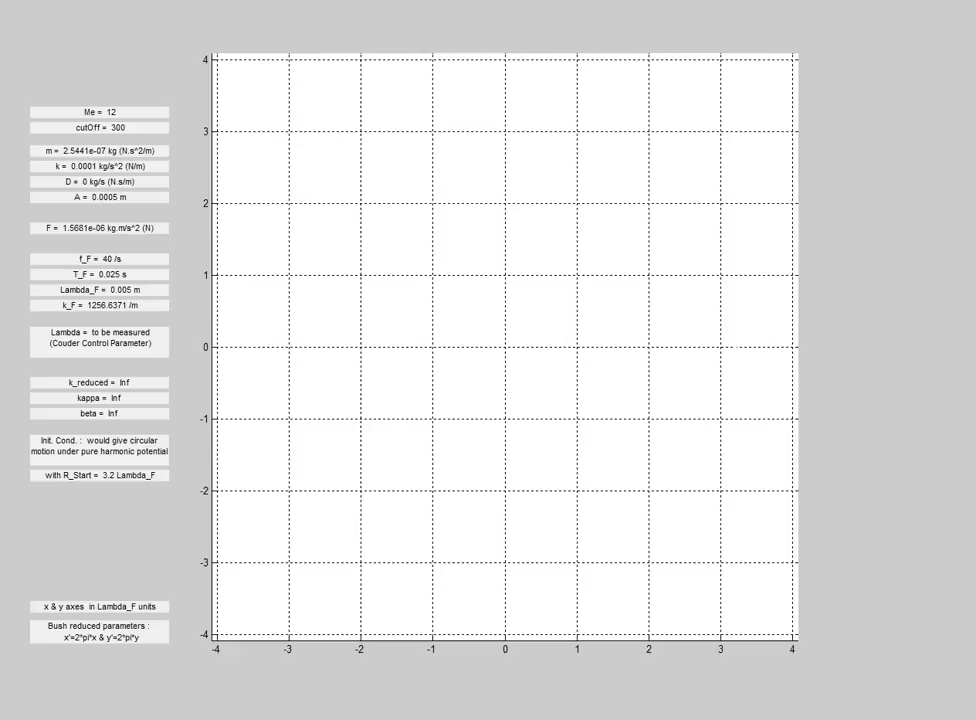 Me = 12
cutOff = 300
m = 2.5441e-07 kg (N.s^2/m)
k = 0.0001 kg/s^2 (N/m)
D = 0 kg/s (N.s/m)
A = 0.0005 m
F = 1.5681e-06 kg.m/s^2 (N)
f_F = 40 /s
T_F = 0.025 s
Lambda_F = 0.005 m
k_F = 1256.6371 /m
Lambda = to be measured
(Couder Control Parameter)
k_reduced = Inf
kappa = Inf
beta = Inf
Init. Cond. : would give circular
motion under pure harmonic potential
with R_Start = 3.2 Lambda_F
x & y axes in Lambda_F units
Bush reduced parameters :
x'=2*pi*x & y'=2*pi*y
4
3
2
1
0
-1
-2
-3
-4
-4 -3 -2 -1 0 1 2 3 4